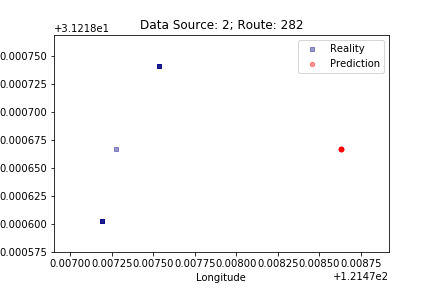 Data Source: 2; Route: 282
+3.1218e1
Reality
Prediction
0.000750
0.000725
0.000700
0.000675
0.000650
0.000625
0.000600
0.000575
0.00700 0.00725 0.00750 0.00775 0.00800 0.00825 0.00850 0.00875
Longitude
+1.2147e2